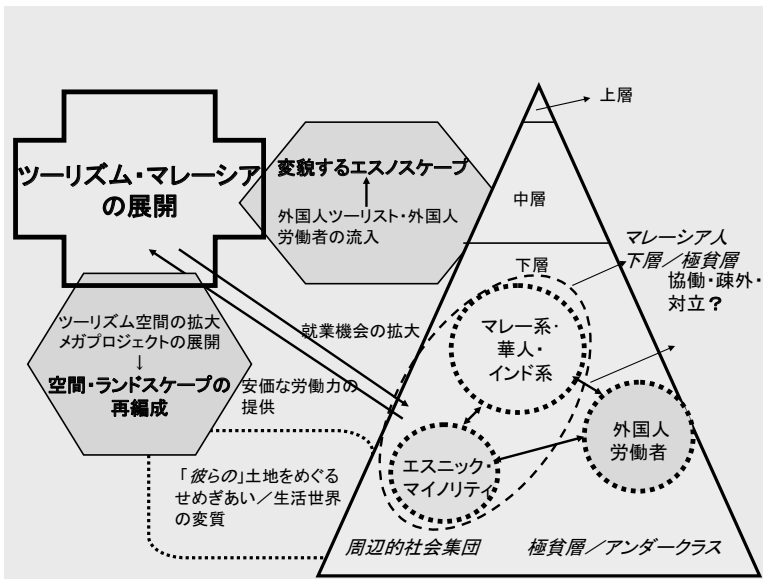 上層
ツーリズム・マレーシア
の展開
変貌するエスノスケープ
外国人ツーリスト・外国人
労働者の流入
中層
マレーシア人
下層／極貧層
協働・疎外・
対立？
下層
ツーリズム空間の拡大
メガプロジェクトの展開
↓
空間・ランドスケープの
再編成
就業機会の拡大
安価な労働力の
提供
マレー系・
華人・
インド系
外国人
労働者
エスニック・
マイノリティ
「彼らの」土地をめぐる
せめぎあい／生活世界
の変質
周辺的社会集団
極貧層／アンダークラス